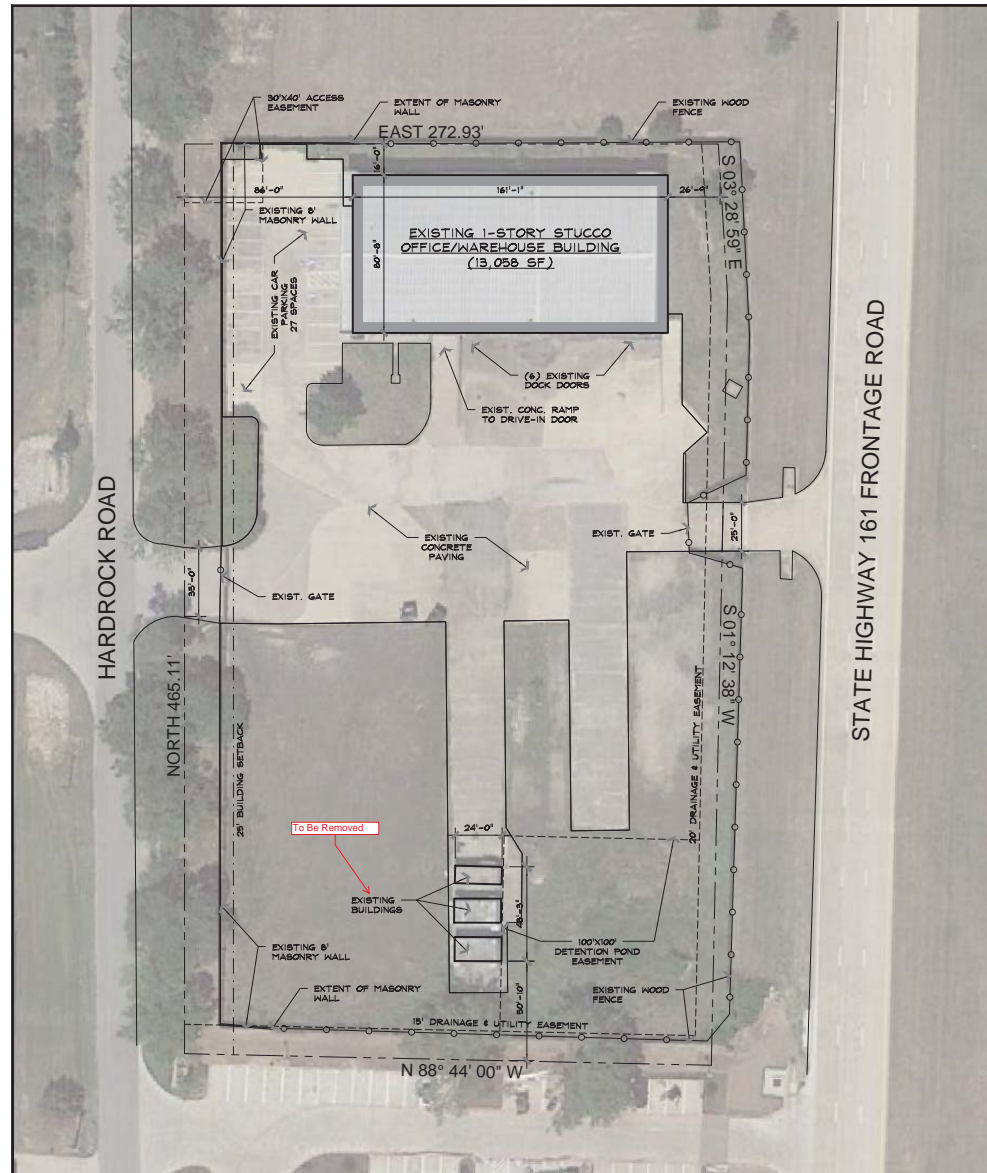 30'X40' ACCESS
EASEMENT
EXTENT OF MASONRY
WALL
EXISTING WOOD
FENCE
EAST 272.93'
16'-0"
86'-0"
161'-1"
26'-9"
S 03° 28' 59" E
EXISTING 8'
MASONRY WALL
EXISTING 1-STORY STUCCO
OFFICE/WAREHOUSE BUILDING
(13,058 SF)
80'-8"
EXISTING CAR
PARKING
27 SPACES
(6) EXISTING
DOCK DOORS
EXIST. CONC. RAMP
TO DRIVE-IN DOOR
HARDROCK ROAD
STATE HIGHWAY 161 FRONTAGE ROAD
EXISTING
CONCRETE
PAVING
EXIST. GATE
25'-0"
35'-0"
EXIST. GATE
NORTH 465.11'
S 01° 12' 38" W
25' BUILDING SETBACK
20' DRAINAGE & UTILITY EASEMENT
To Be Removed
24'-0"
EXISTING
BUILDINGS
48'-3"
EXISTING 8'
MASONRY WALL
100'X100'
DETENTION POND
EASEMENT
EXTENT OF MASONRY
WALL
50'-10"
EXISTING WOOD
FENCE
15' DRAINAGE & UTILITY EASEMENT
N 88° 44' 00" W